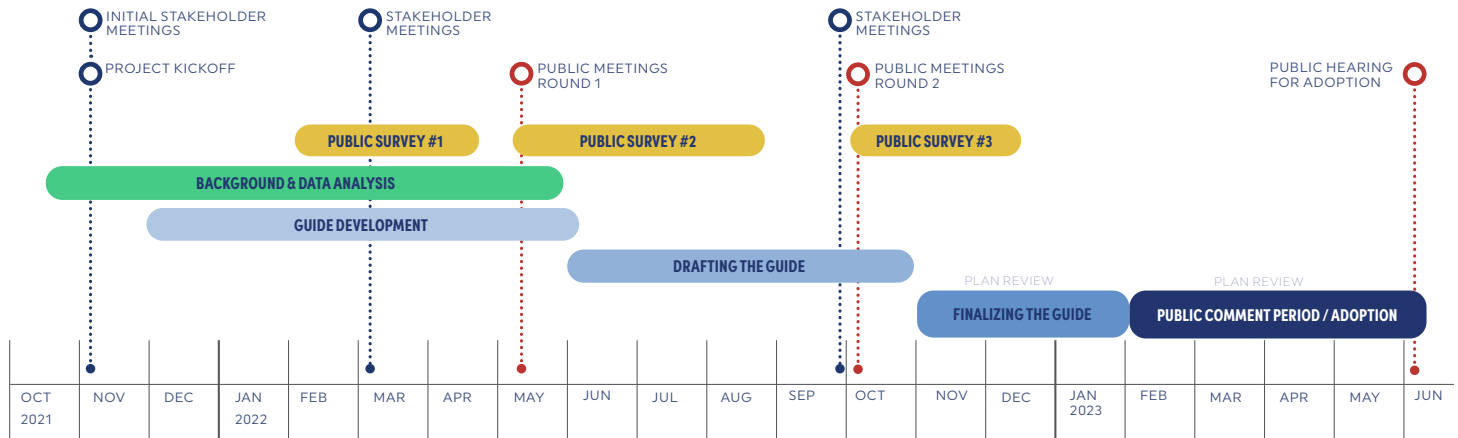 INITIAL STAKEHOLDER
MEETINGS
STAKEHOLDER
MEETINGS
STAKEHOLDER
MEETINGS
PROJECT KICKOFF
PUBLIC MEETINGS
ROUND 1
PUBLIC MEETINGS
ROUND 2
PUBLIC HEARING
FOR ADOPTION
PUBLIC SURVEY #1
PUBLIC SURVEY #2
PUBLIC SURVEY #3
BACKGROUND & DATA ANALYSIS
GUIDE DEVELOPMENT
DRAFTING THE GUIDE
PLAN REVIEW
PLAN REVIEW
FINALIZING THE GUIDE
PUBLIC COMMENT PERIOD / ADOPTION
OCT
2021
NOV
DEC
JAN
2022
FEB
MAR
APR
MAY
JUN
JUL
AUG
SEP
OCT
NOV
DEC
JAN
2023
FEB
MAR
APR
MAY
JUN